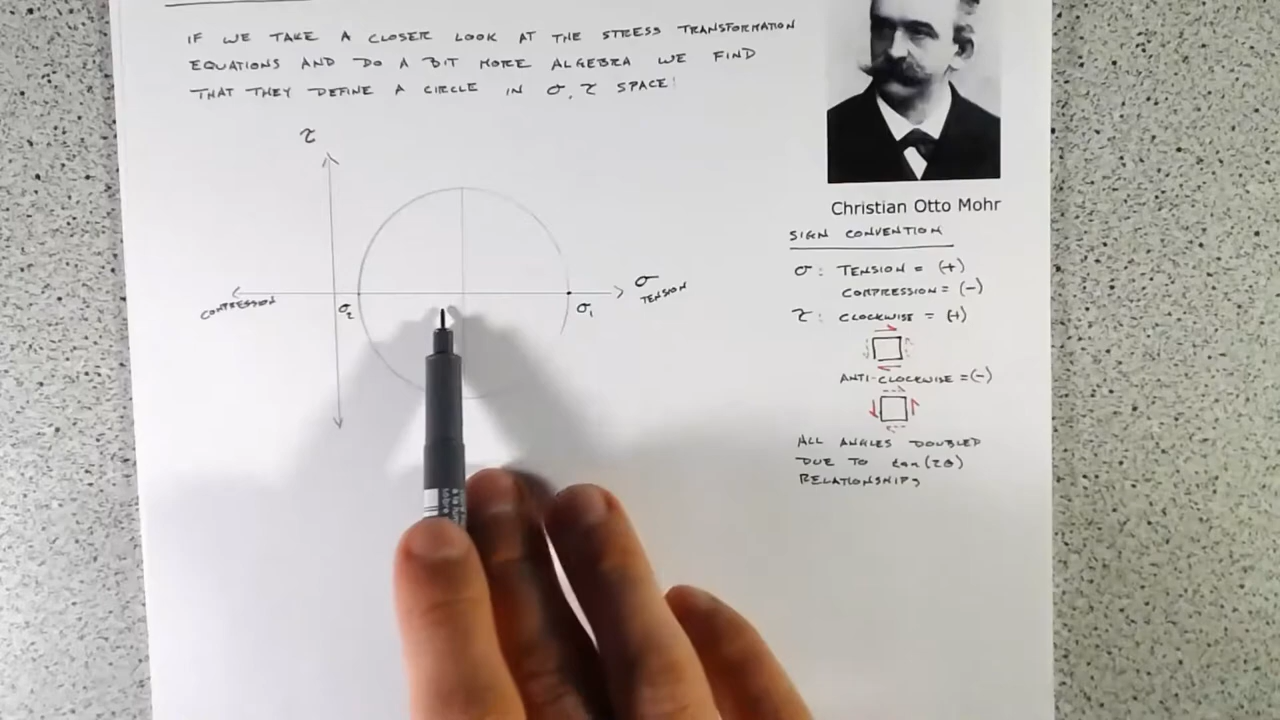 IF WE TAKE A CLOSER LOOK AT THE STRESS TRANSFORMATION
EQUATIONS AND DO A BIT MORE ALGEBRA WE FIND
THAT THEY DEFINE A CIRCLE IN σ, τ SPACE!
τ
σ
TENSION
COMPRESSION
σ₂
σ₁
Christian Otto Mohr
SIGN CONVENTION
σ: TENSION = (+)
COMPRESSION = (-)
τ: CLOCKWISE = (+)
ANTI-CLOCKWISE = (-)
ALL ANGLES DOUBLED
DUE TO tan(2θ)
RELATIONSHIPS